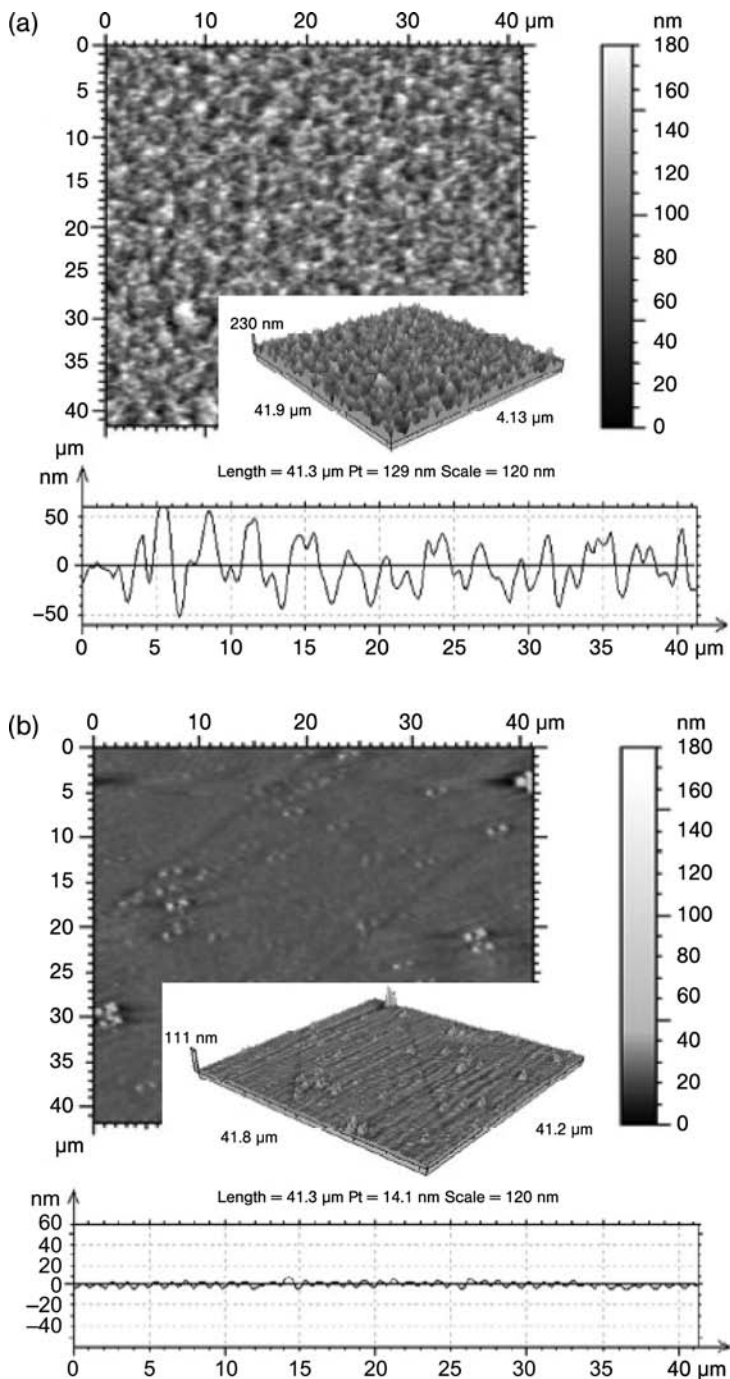 (a)
0 10 20 30 40 µm
0
5
10
15
20
25
30
35
40
µm
nm
180
160
140
120
100
80
60
40
20
0
230 nm
41.9 µm
4.13 µm
Length = 41.3 µm Pt = 129 nm Scale = 120 nm
nm
50
0
−50
0 5 10 15 20 25 30 35 40 µm
(b)
0 10 20 30 40 µm
0
5
10
15
20
25
30
35
40
µm
nm
180
160
140
120
100
80
60
40
20
0
111 nm
41.8 µm
41.2 µm
Length = 41.3 µm Pt = 14.1 nm Scale = 120 nm
nm
60
40
20
0
−20
−40
0 5 10 15 20 25 30 35 40 µm